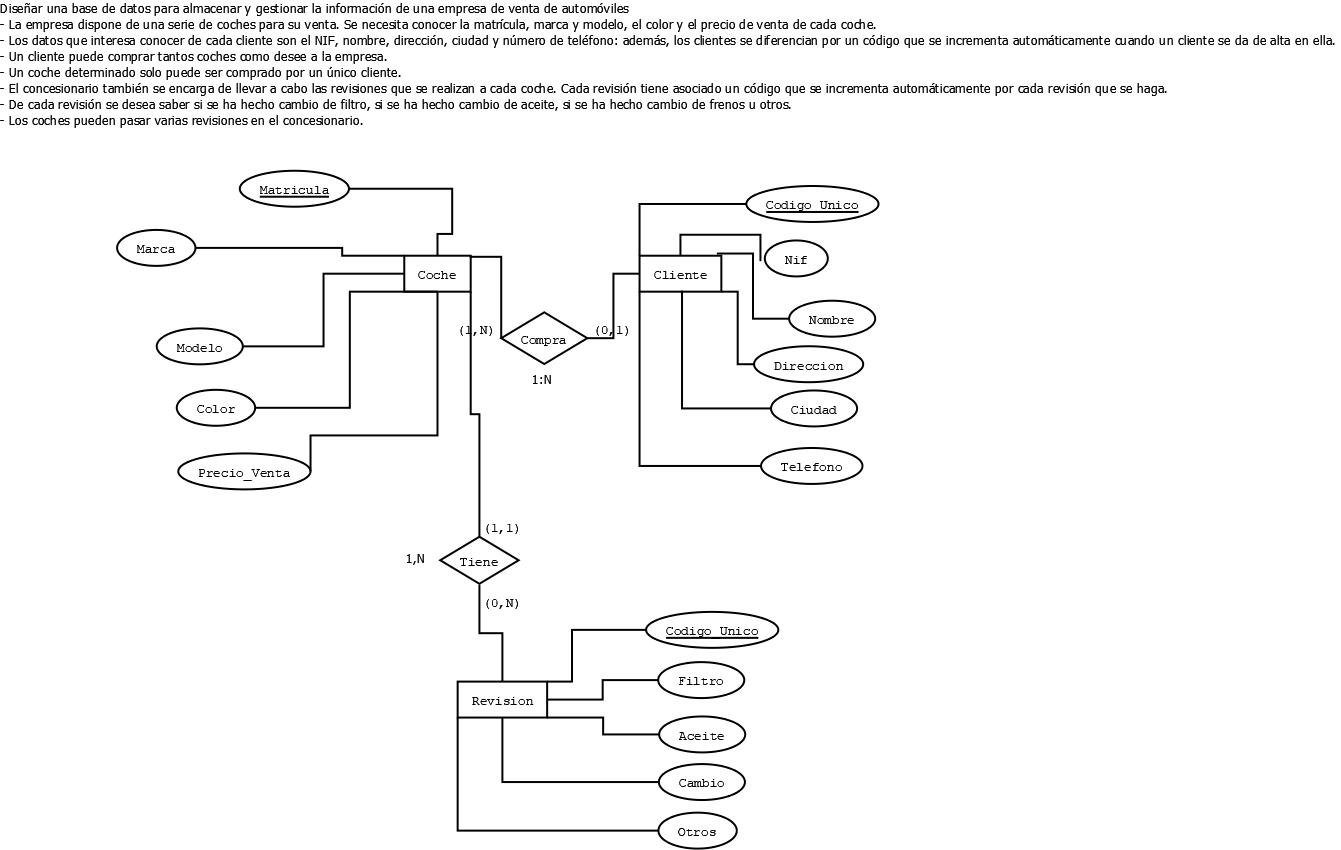 Diseñar una base de datos para almacenar y gestionar la información de una empresa de venta de automóviles
- La empresa dispone de una serie de coches para su venta. Se necesita conocer la matrícula, marca y modelo, el color y el precio de venta de cada coche.
- Los datos que interesa conocer de cada cliente son el NIF, nombre, dirección, ciudad y número de teléfono: además, los clientes se diferencian por un código que se incrementa automáticamente cuando un cliente se da de alta en ella.
- Un cliente puede comprar tantos coches como desee a la empresa.
- Un coche determinado solo puede ser comprado por un único cliente.
- El concesionario también se encarga de llevar a cabo las revisiones que se realizan a cada coche. Cada revisión tiene asociado un código que se incrementa automáticamente por cada revisión que se haga.
- De cada revisión se desea saber si se ha hecho cambio de filtro, si se ha hecho cambio de aceite, si se ha hecho cambio de frenos u otros.
- Los coches pueden pasar varias revisiones en el concesionario.
Matricula
Codigo Unico
Marca
Nif
Coche
Cliente
Nombre
(1,N)
(0,1)
Compra
Modelo
Direccion
1:N
Color
Ciudad
Precio_Venta
Telefono
(1,1)
1,N
Tiene
(0,N)
Codigo_Unico
Filtro
Revision
Aceite
Cambio
Otros